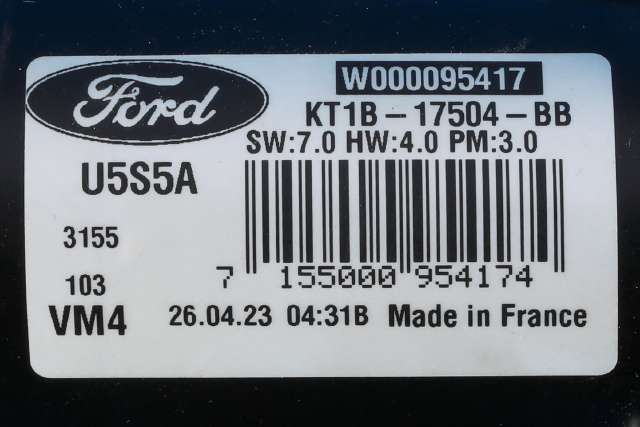 Ford
W000095417
KT1B-17504-BB
SW:7.0 HW:4.0 PM:3.0
U5S5A
3155
103
7 155000 954174
VM4 26.04.23 04:31B Made in France